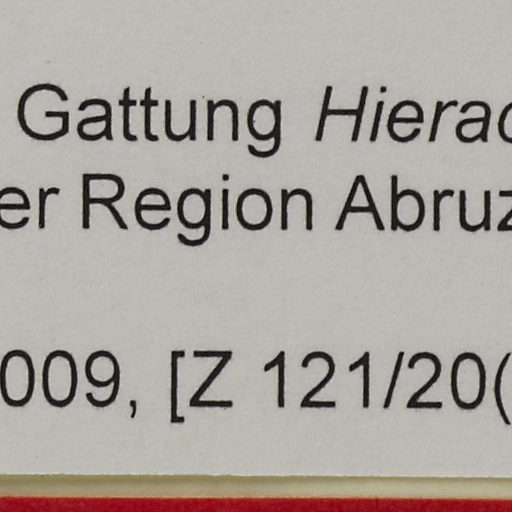 Gattung Hierac
er Region Abruz
009, [Z 121/20(